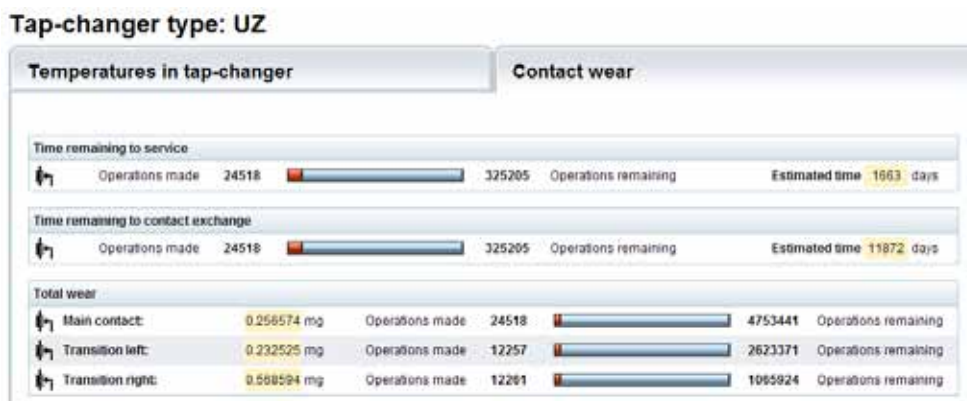 Tap-changer type: UZ
Temperatures in tap-changer Contact wear
Time remaining to service
Operations made 24518 325205 Operations remaining Estimated time 1663 days
Time remaining to contact exchange
Operations made 24518 325205 Operations remaining Estimated time 11872 days
Total wear
Main contact: 0.256574 mg Operations made 24518 4753441 Operations remaining
Transition left: 0.232525 mg Operations made 12257 2623371 Operations remaining
Transition right: 0.568594 mg Operations made 12261 1065924 Operations remaining